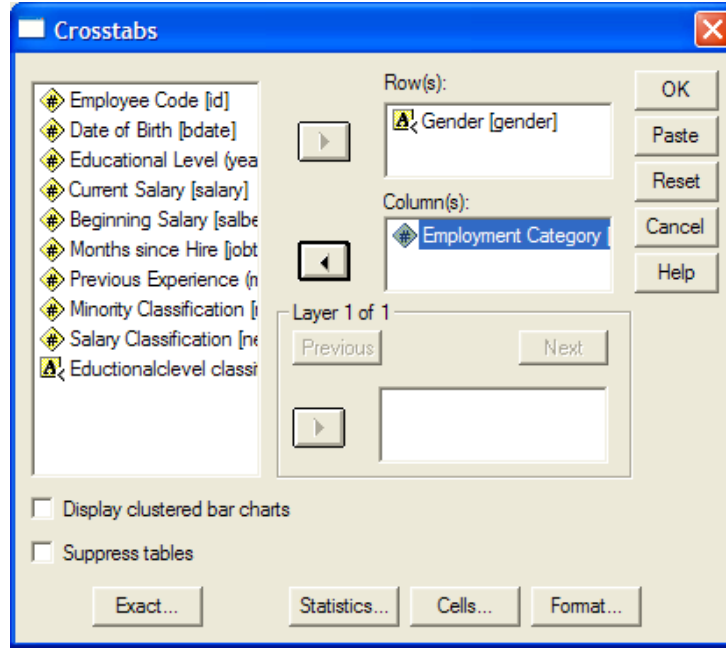 Crosstabs
Employee Code [id]
Date of Birth [bdate]
Educational Level (yea
Current Salary [salary]
Beginning Salary [salbe
Months since Hire [jobt
Previous Experience (m
Minority Classification [
Salary Classification [ne
Eductionalclevel classif
Row(s):
Gender [gender]
Column(s):
Employment Category [
Layer 1 of 1
Previous
Next
OK
Paste
Reset
Cancel
Help
Display clustered bar charts
Suppress tables
Exact...
Statistics...
Cells...
Format...